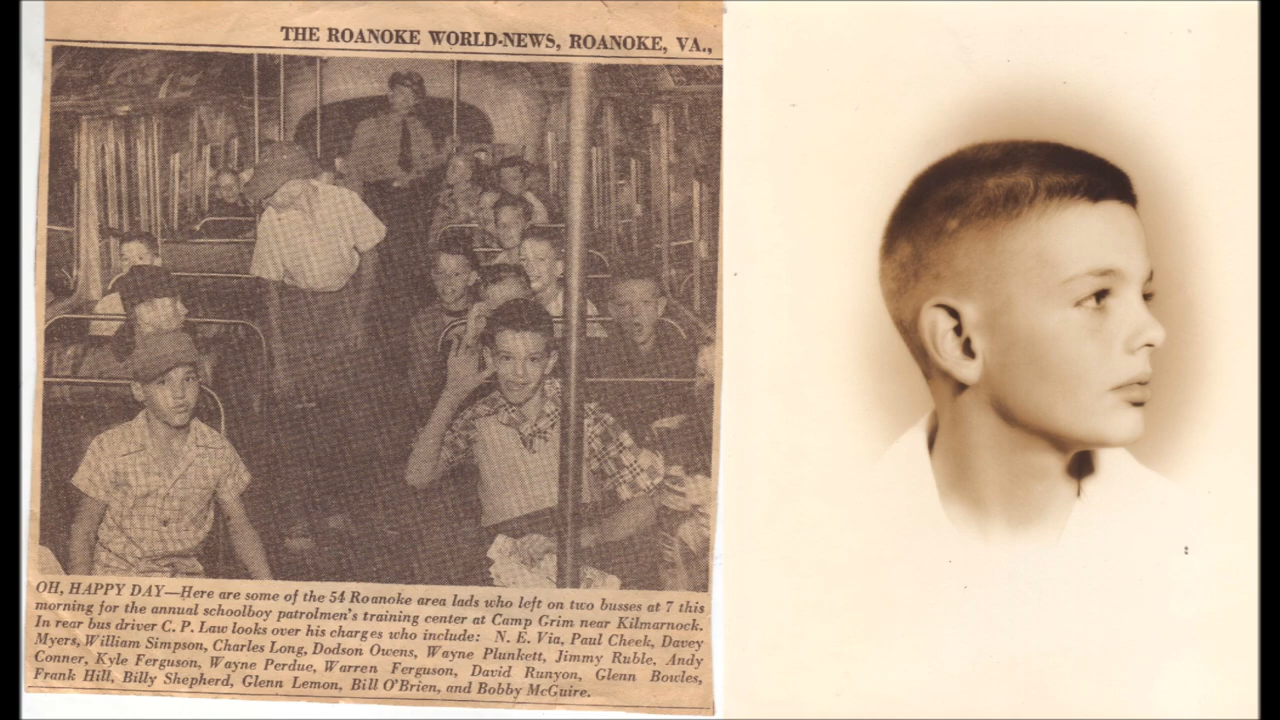 THE ROANOKE WORLD-NEWS, ROANOKE, VA.,
OH, HAPPY DAY—Here are some of the 54 Roanoke area lads who left on two busses at 7 this
morning for the annual schoolboy patrolmen's training center at Camp Grim near Kilmarnock.
In rear bus driver C. P. Law looks over his charges who include: N. E. Via, Paul Cheek, Davey
Myers, William Simpson, Charles Long, Dodson Owens, Wayne Plunkett, Jimmy Ruble, Andy
Conner, Kyle Ferguson, Wayne Perdue, Warren Ferguson, David Runyon, Glenn Bowles,
Frank Hill, Billy Shepherd, Glenn Lemon, Bill O'Brien, and Bobby McGuire.